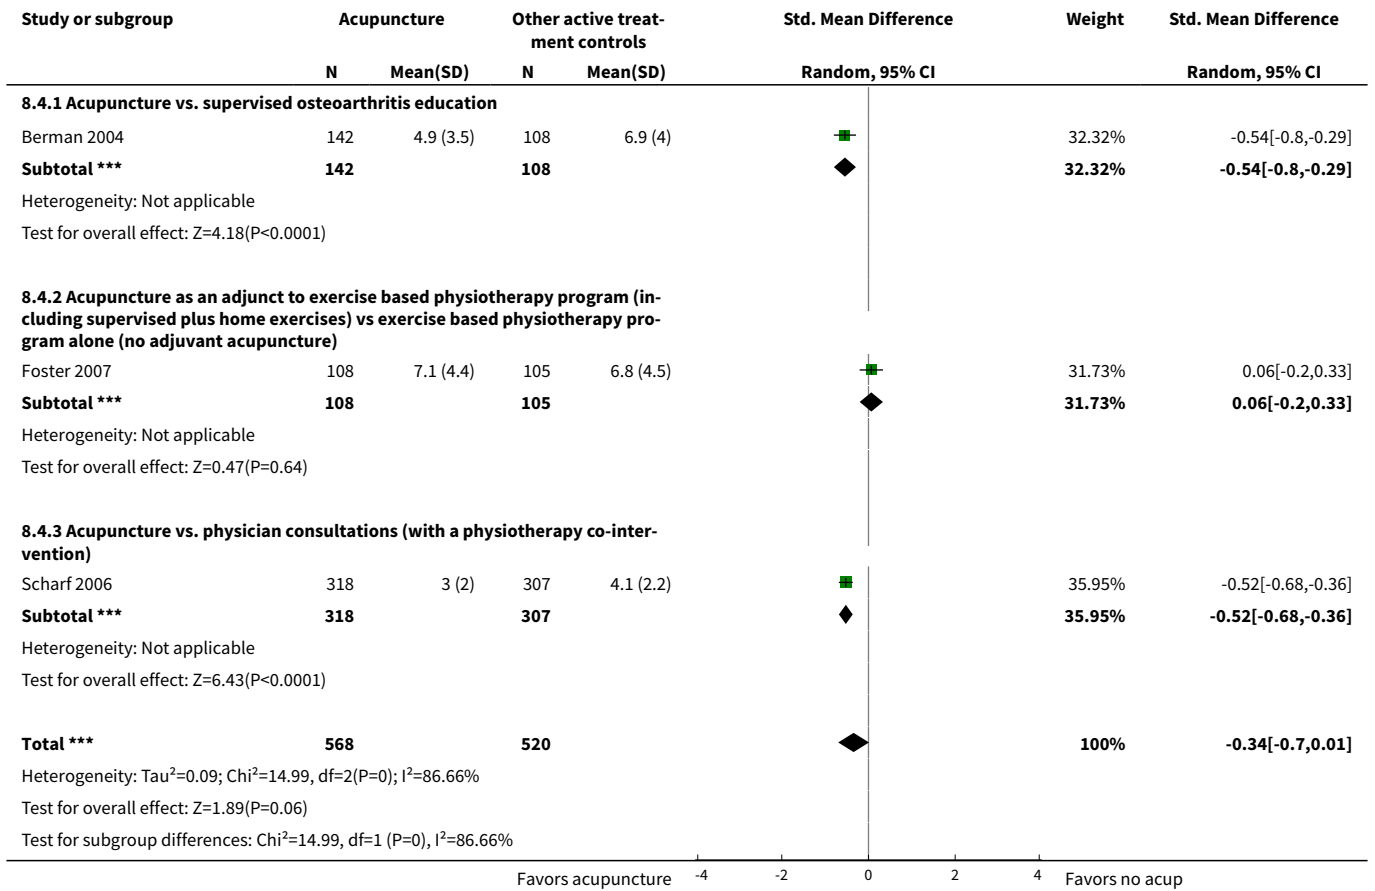 Study or subgroup Acupuncture Other active treat- Std. Mean Difference Weight Std. Mean Difference
ment controls
N Mean(SD) N Mean(SD) Random, 95% CI Random, 95% CI
8.4.1 Acupuncture vs. supervised osteoarthritis education
Berman 2004 142 4.9 (3.5) 108 6.9 (4) 32.32% -0.54[-0.8,-0.29]
Subtotal *** 142 108 32.32% -0.54[-0.8,-0.29]
Heterogeneity: Not applicable
Test for overall effect: Z=4.18(P<0.0001)
8.4.2 Acupuncture as an adjunct to exercise based physiotherapy program (in-
cluding supervised plus home exercises) vs exercise based physiotherapy pro-
gram alone (no adjuvant acupuncture)
Foster 2007 108 7.1 (4.4) 105 6.8 (4.5) 31.73% 0.06[-0.2,0.33]
Subtotal *** 108 105 31.73% 0.06[-0.2,0.33]
Heterogeneity: Not applicable
Test for overall effect: Z=0.47(P=0.64)
8.4.3 Acupuncture vs. physician consultations (with a physiotherapy co-inter-
vention)
Scharf 2006 318 3 (2) 307 4.1 (2.2) 35.95% -0.52[-0.68,-0.36]
Subtotal *** 318 307 35.95% -0.52[-0.68,-0.36]
Heterogeneity: Not applicable
Test for overall effect: Z=6.43(P<0.0001)
Total *** 568 520 100% -0.34[-0.7,0.01]
Heterogeneity: Tau²=0.09; Chi²=14.99, df=2(P=0); I²=86.66%
Test for overall effect: Z=1.89(P=0.06)
Test for subgroup differences: Chi²=14.99, df=1 (P=0), I²=86.66%
Favors acupuncture -4 -2 0 2 4 Favors no acup